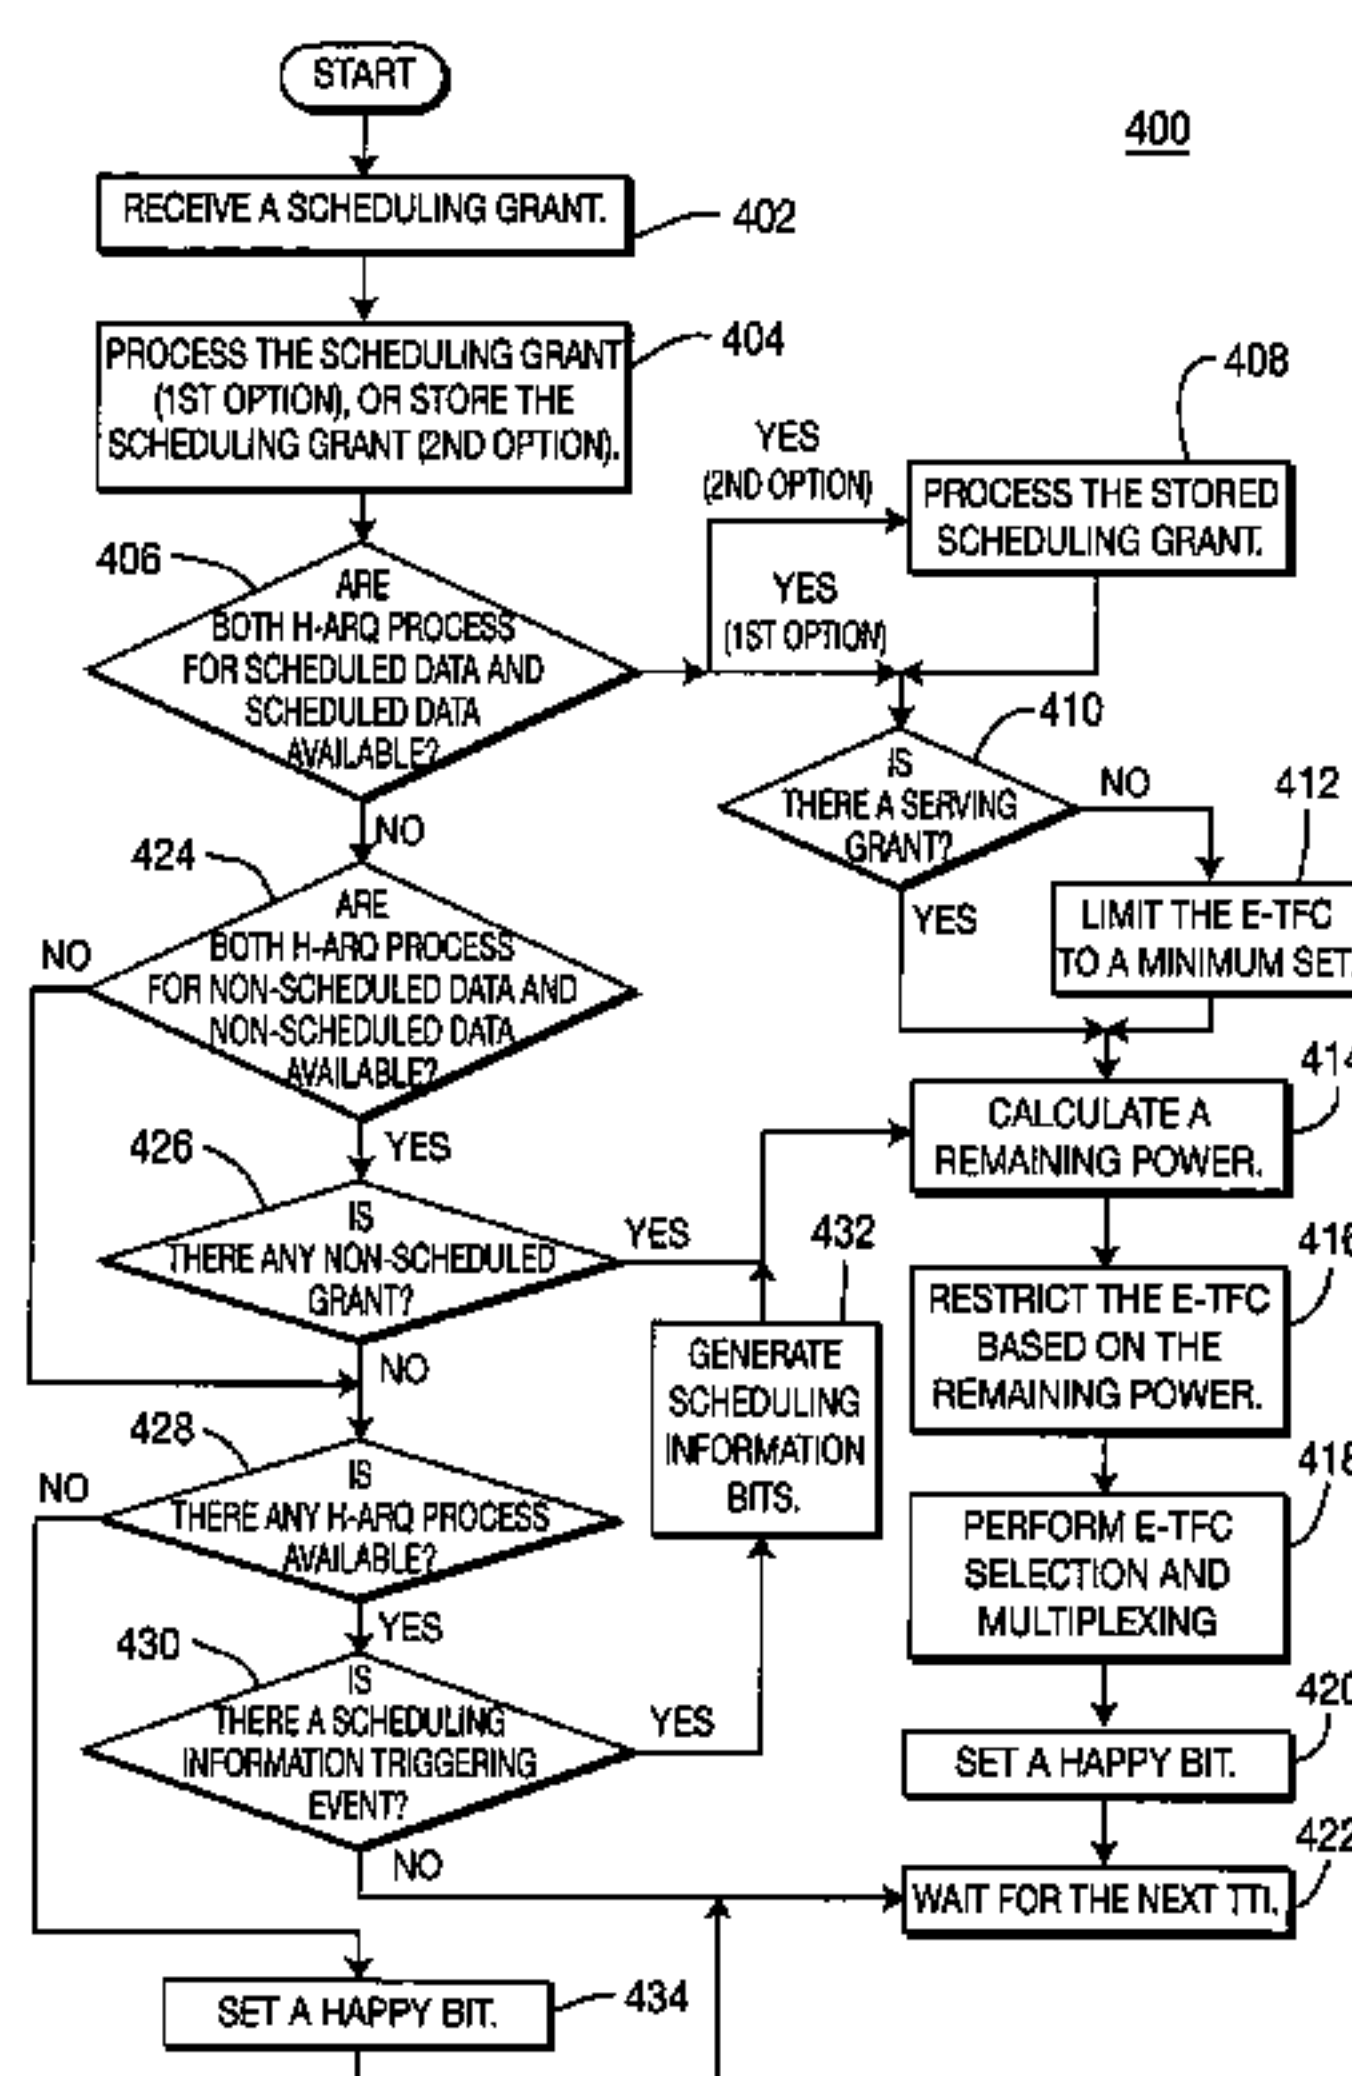 START
400
RECEIVE A SCHEDULING GRANT.
402
PROCESS THE SCHEDULING GRANT
(1ST OPTION), OR STORE THE
SCHEDULING GRANT (2ND OPTION).
404
408
YES
(2ND OPTION)
PROCESS THE STORED
SCHEDULING GRANT.
406
ARE
BOTH H-ARQ PROCESS
FOR SCHEDULED DATA AND
SCHEDULED DATA
AVAILABLE?
YES
(1ST OPTION)
410
IS
THERE A SERVING
GRANT?
NO
412
NO
YES
LIMIT THE E-TFC
TO A MINIMUM SET.
424
ARE
BOTH H-ARQ PROCESS
FOR NON-SCHEDULED DATA AND
NON-SCHEDULED DATA
AVAILABLE?
NO
414
CALCULATE A
REMAINING POWER.
YES
426
IS
THERE ANY NON-SCHEDULED
GRANT?
YES
432
416
RESTRICT THE E-TFC
BASED ON THE
REMAINING POWER.
GENERATE
SCHEDULING
INFORMATION
BITS.
NO
428
IS
THERE ANY H-ARQ PROCESS
AVAILABLE?
NO
418
PERFORM E-TFC
SELECTION AND
MULTIPLEXING
YES
430
IS
THERE A SCHEDULING
INFORMATION TRIGGERING
EVENT?
YES
420
SET A HAPPY BIT.
NO
422
WAIT FOR THE NEXT TTI.
SET A HAPPY BIT.
434